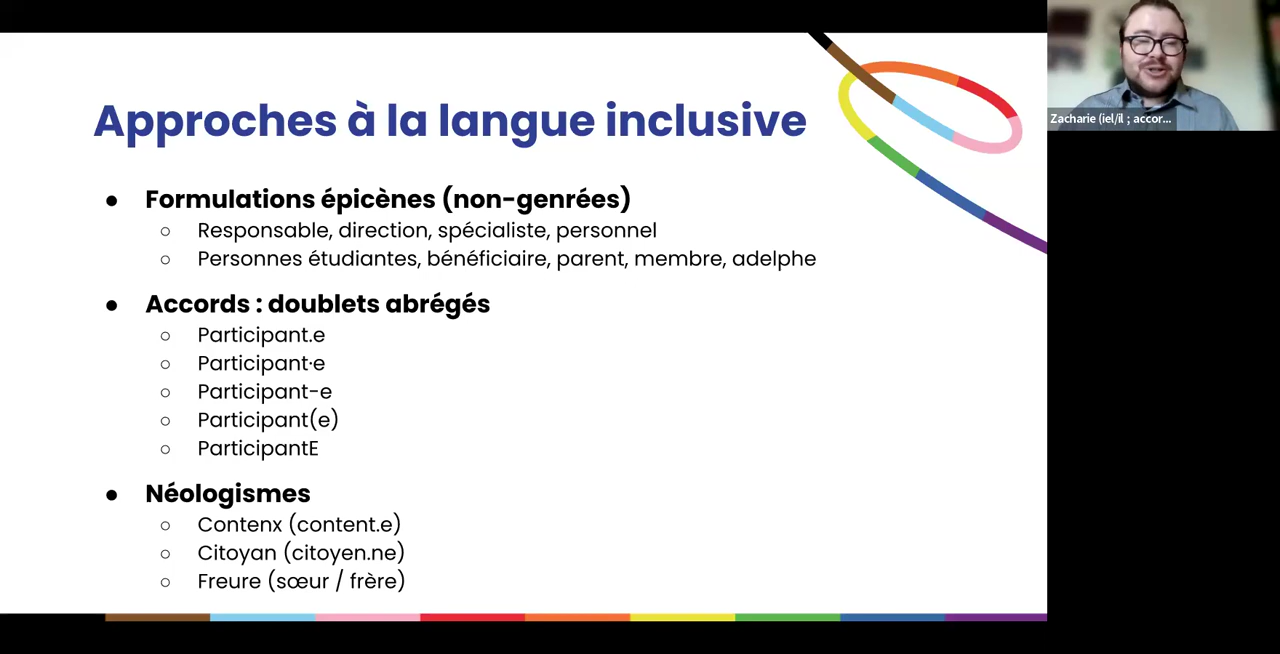 Approches à la langue inclusive
● Formulations épicènes (non-genrées)
○ Responsable, direction, spécialiste, personnel
○ Personnes étudiantes, bénéficiaire, parent, membre, adelphe
● Accords : doublets abrégés
○ Participant.e
○ Participant·e
○ Participant-e
○ Participant(e)
○ ParticipantE
● Néologismes
○ Contenx (content.e)
○ Citoyan (citoyen.ne)
○ Freure (sœur / frère)
Zacharie (iel/il ; accor...